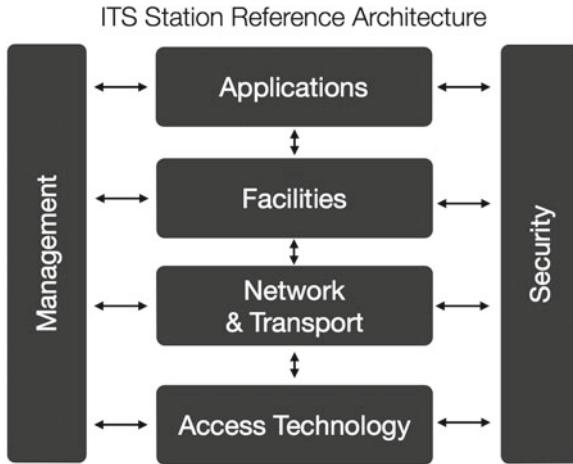 ITS Station Reference Architecture
Management
Applications
Facilities
Network
& Transport
Access Technology
Security